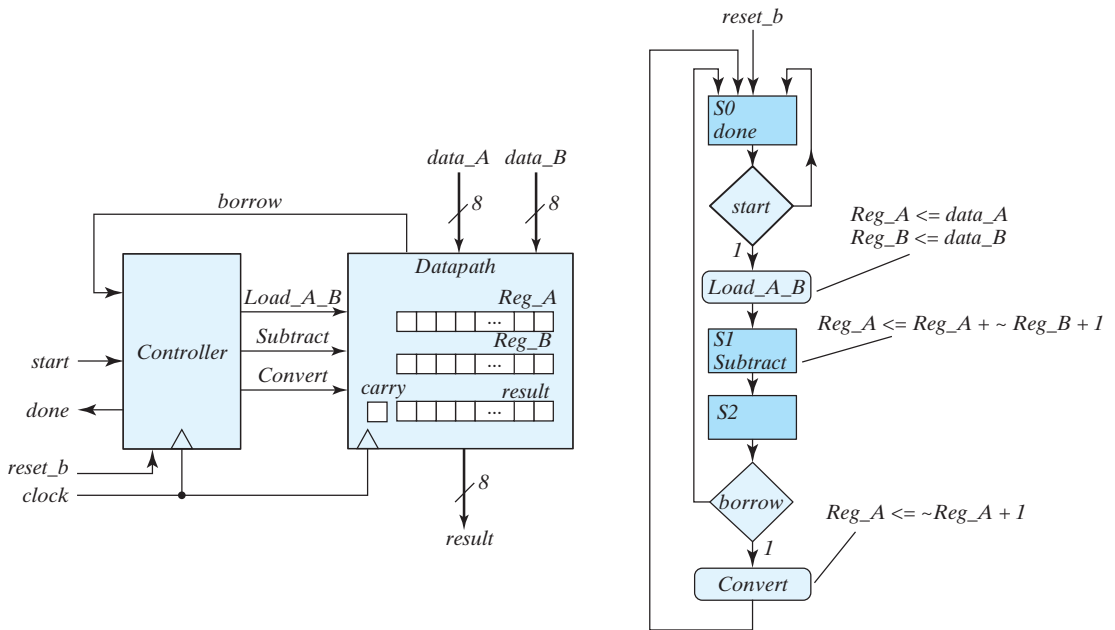 data_A
data_B
8
8
borrow
Datapath
Load_A_B
Reg_A
...
Subtract
Reg_B
Controller
...
Convert
carry
result
...
start
done
reset_b
clock
8
result
reset_b
S0
done
start
1
Reg_A <= data_A
Reg_B <= data_B
Load_A_B
Reg_A <= Reg_A + ~ Reg_B + 1
S1
Subtract
S2
borrow
1
Reg_A <= ~Reg_A + 1
Convert